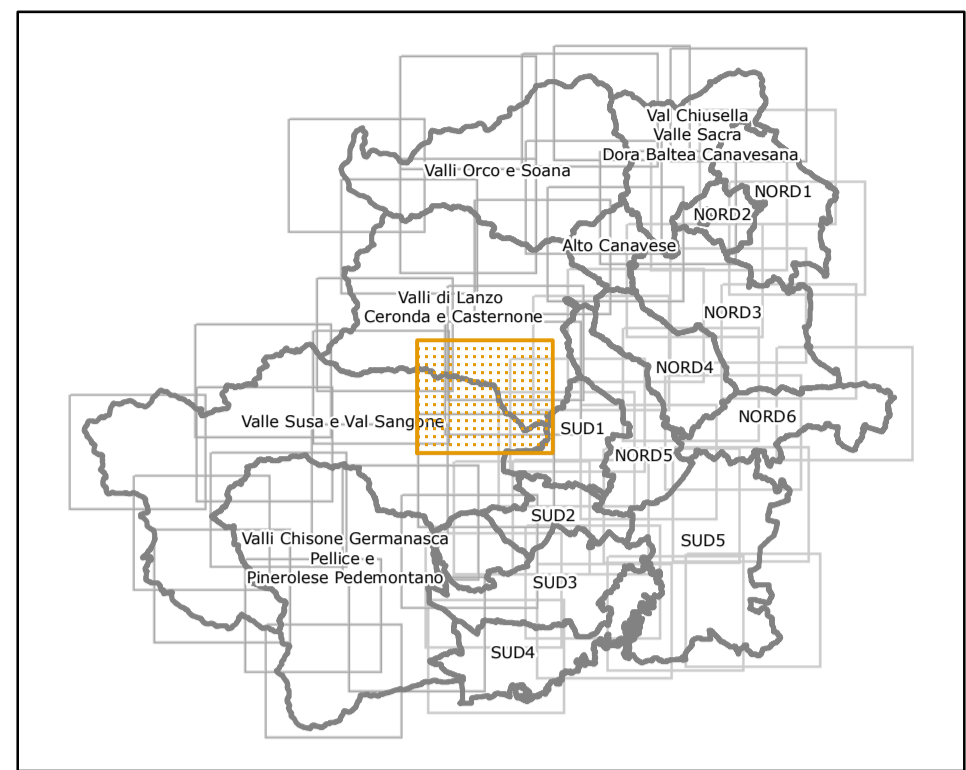 Val Chiusella
Valle Sacra
Dora Baltea Canavesana
Valli Orco e Soana
NORD1
NORD2
Alto Canavese
Valli di Lanzo
Ceronda e Casternone
NORD3
NORD4
NORD6
Valle Susa e Val Sangone
SUD1
NORD5
SUD2
SUD5
Valli Chisone Germanasca
Pellice e
Pinerolese Pedemontano
SUD3
SUD4